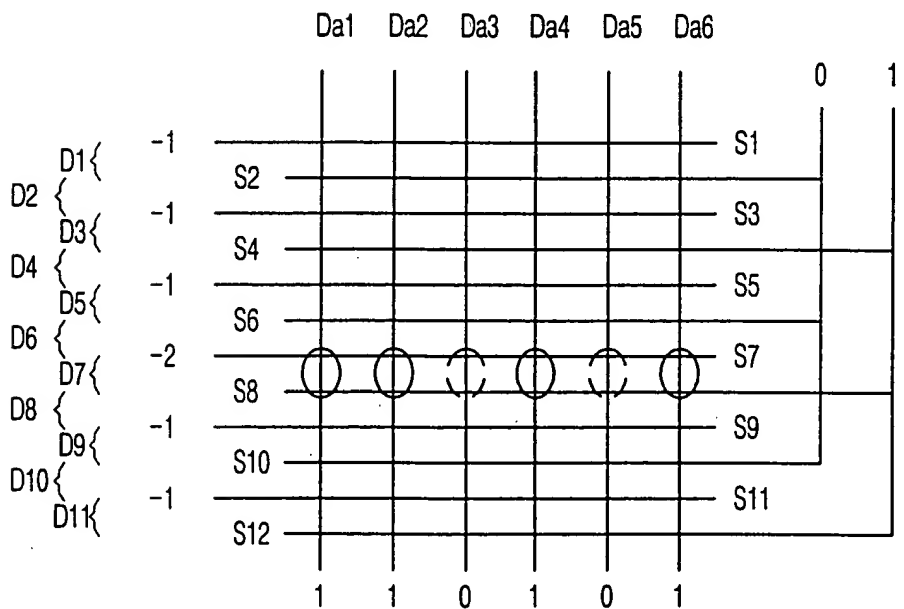 Da1 Da2 Da3 Da4 Da5 Da6
0 1
-1 S1
D1{
S2
D2 {
-1 S3
D3{
S4
D4 {
-1 S5
D5{
S6
D6 {
-2 S7
D7{
S8
D8 {
-1 S9
D9{
S10
D10{
-1 S11
D11{
S12
1 1 0 1 0 1